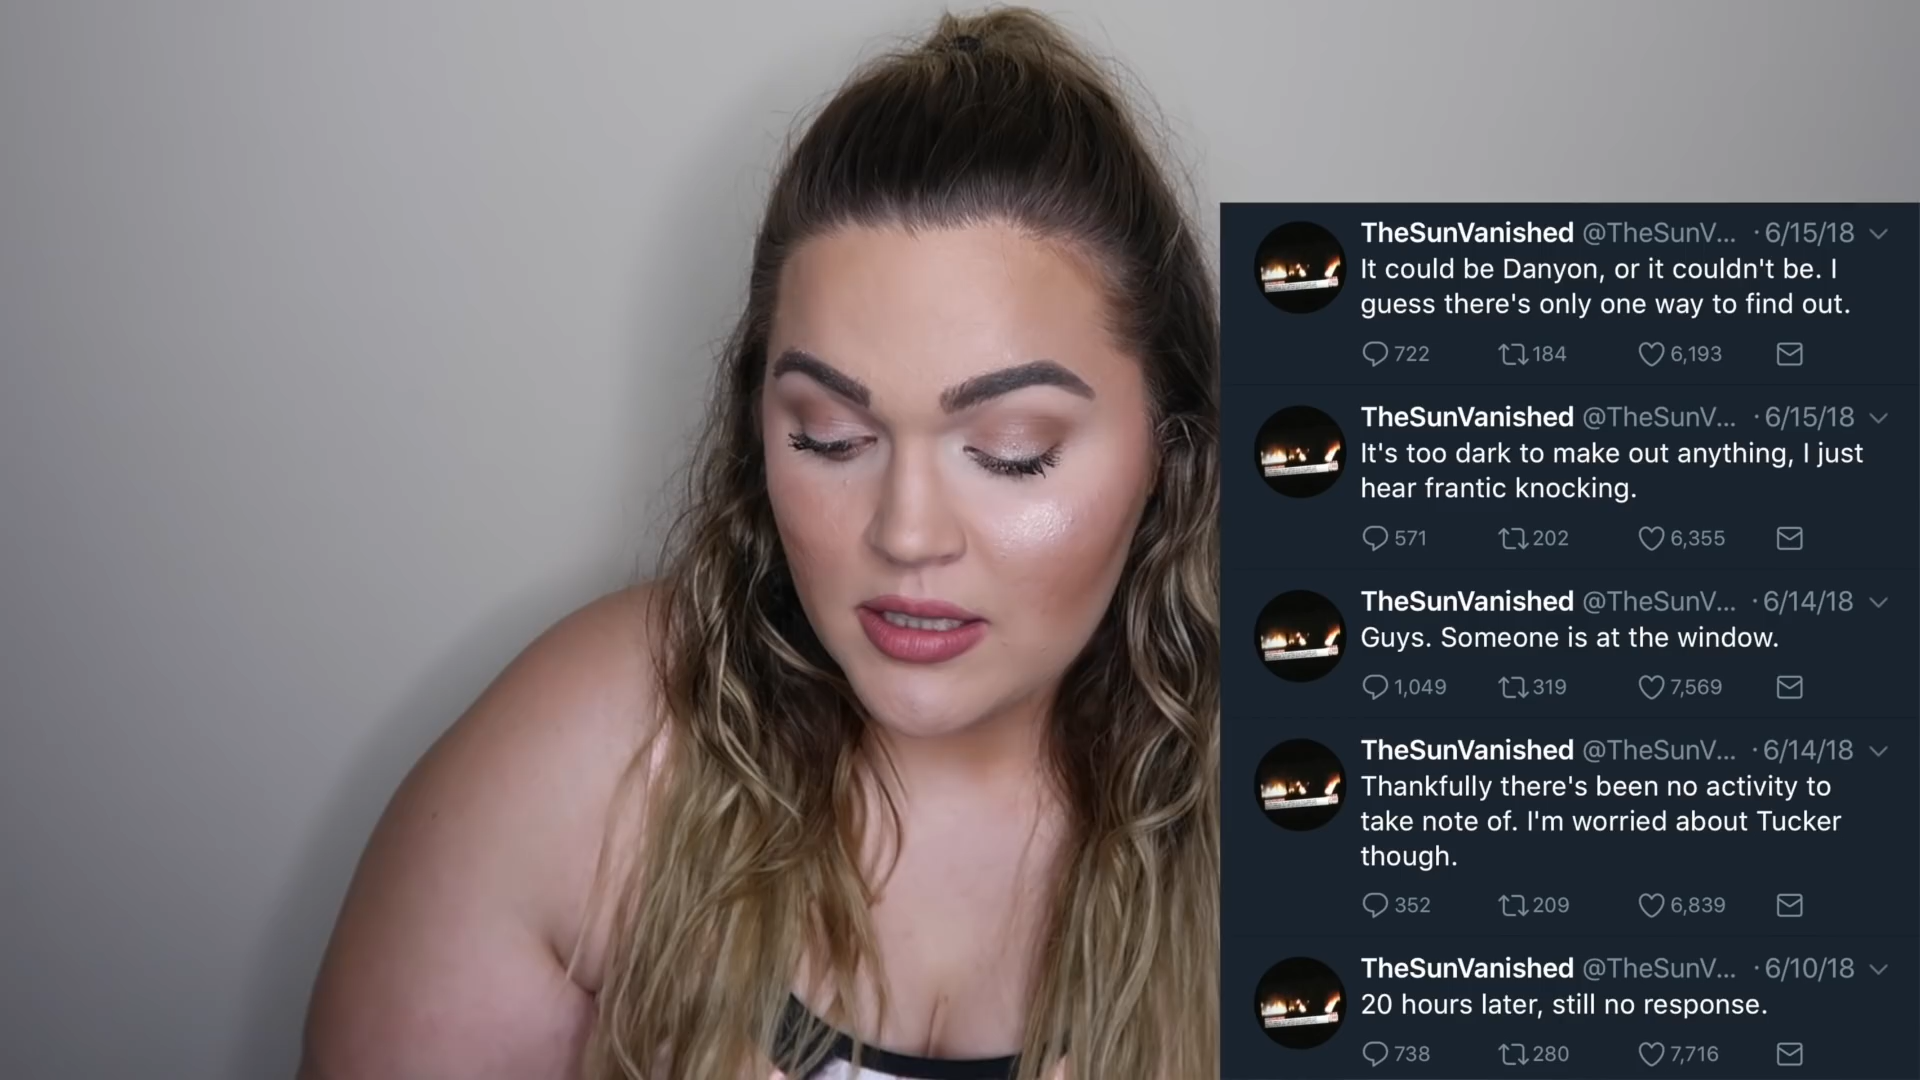 TheSunVanished @TheSunV... · 6/15/18
It could be Danyon, or it couldn't be. I
guess there's only one way to find out.
722 184 6,193
TheSunVanished @TheSunV... · 6/15/18
It's too dark to make out anything, I just
hear frantic knocking.
571 202 6,355
TheSunVanished @TheSunV... · 6/14/18
Guys. Someone is at the window.
1,049 319 7,569
TheSunVanished @TheSunV... · 6/14/18
Thankfully there's been no activity to
take note of. I'm worried about Tucker
though.
352 209 6,839
TheSunVanished @TheSunV... · 6/10/18
20 hours later, still no response.
738 280 7,716